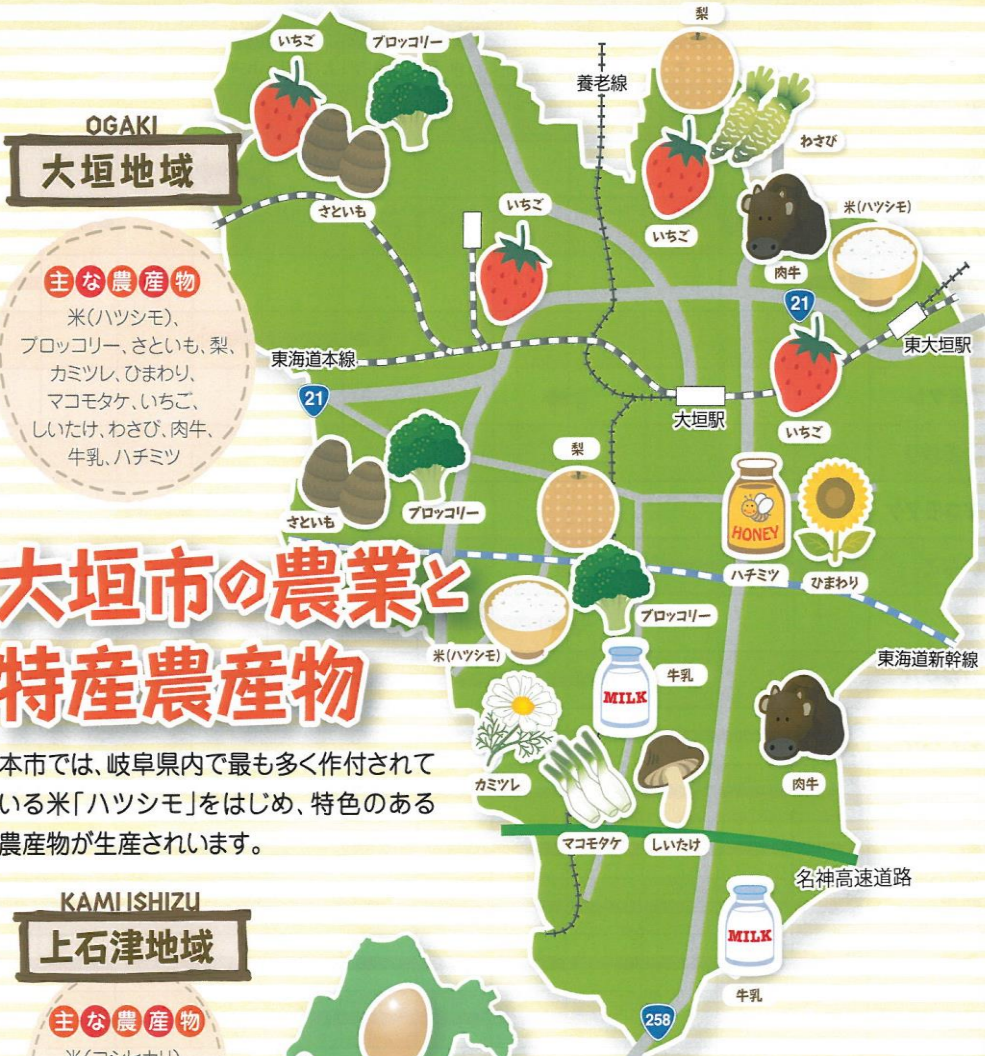 OGAKI
大垣地域
主な農産物
米(ハツシモ)、
ブロッコリー、さといも、梨、
カミツレ、ひまわり、
マコモタケ、いちご、
しいたけ、わさび、肉牛、
牛乳、ハチミツ
いちご
ブロッコリー
さといも
養老線
梨
わさび
いちご
いちご
肉牛
米(ハツシモ)
21
東大垣駅
東海道本線
21
大垣駅
いちご
さといも
ブロッコリー
梨
HONEY
ハチミツ
ひまわり
ブロッコリー
米(ハツシモ)
東海道新幹線
MILK
牛乳
カミツレ
マコモタケ
しいたけ
肉牛
名神高速道路
MILK
牛乳
258
大垣市の農業と
特産農産物
本市では、岐阜県内で最も多く作付されて
いる米「ハツシモ」をはじめ、特色のある
農産物が生産されいます。
KAMIISHIZU
上石津地域
主な農産物
米(コシヒカリ)